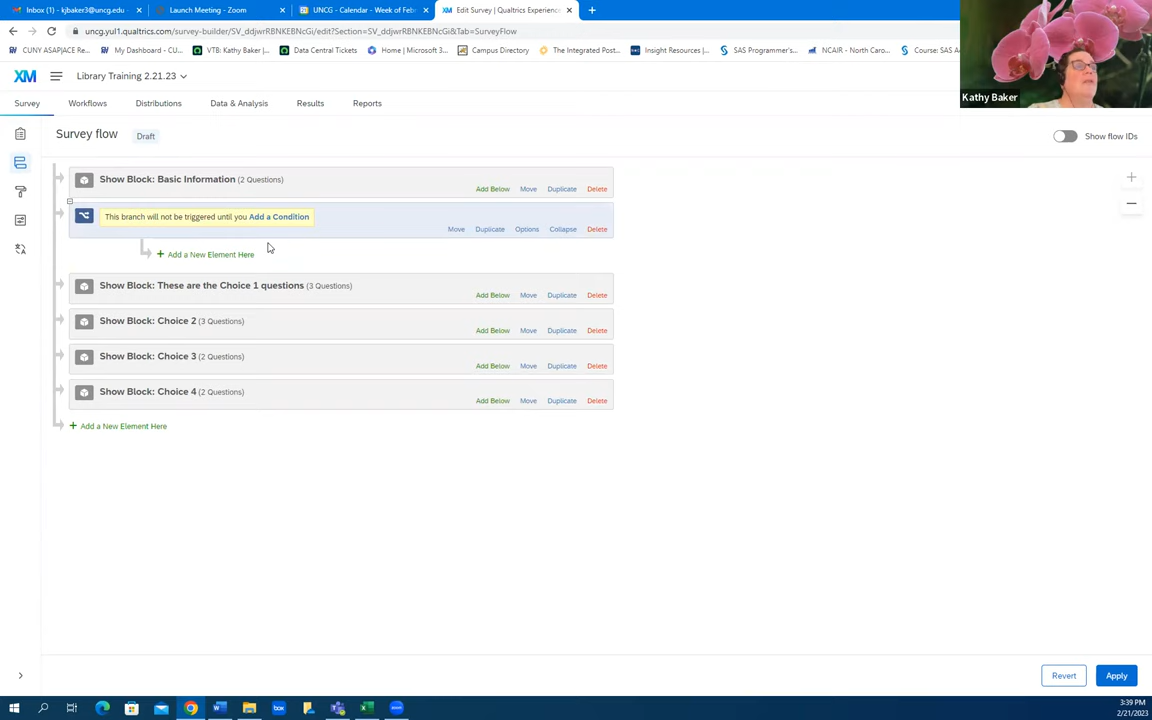 Inbox (1) - kjbaker3@uncg.edu - Launch Meeting - Zoom UNCG - Calendar - Week of Febr Edit Survey | Qualtrics Experienc
uncg.yul1.qualtrics.com/survey-builder/SV_ddjwrRBNKEBNcGi/edit?Section=SV_ddjwrRBNKEBNcGi&Tab=SurveyFlow
CUNY ASAP|ACE Re... My Dashboard - CU... VTB: Kathy Baker Data Central Tickets Home | Microsoft 3... Campus Directory The Integrated Post... Insight Resources |... SAS Programmer's... NCAIR - North Caro... Course: SAS A
Kathy Baker
XM Library Training 2.21.23
Survey Workflows Distributions Data & Analysis Results Reports
Survey flow Draft Show flow IDs
Show Block: Basic Information (2 Questions)
Add Below Move Duplicate Delete
This branch will not be triggered until you Add a Condition
Move Duplicate Options Collapse Delete
+ Add a New Element Here
Show Block: These are the Choice 1 questions (3 Questions)
Add Below Move Duplicate Delete
Show Block: Choice 2 (3 Questions)
Add Below Move Duplicate Delete
Show Block: Choice 3 (2 Questions)
Add Below Move Duplicate Delete
Show Block: Choice 4 (2 Questions)
Add Below Move Duplicate Delete
+ Add a New Element Here
Revert Apply
3:39 PM
2/21/2023